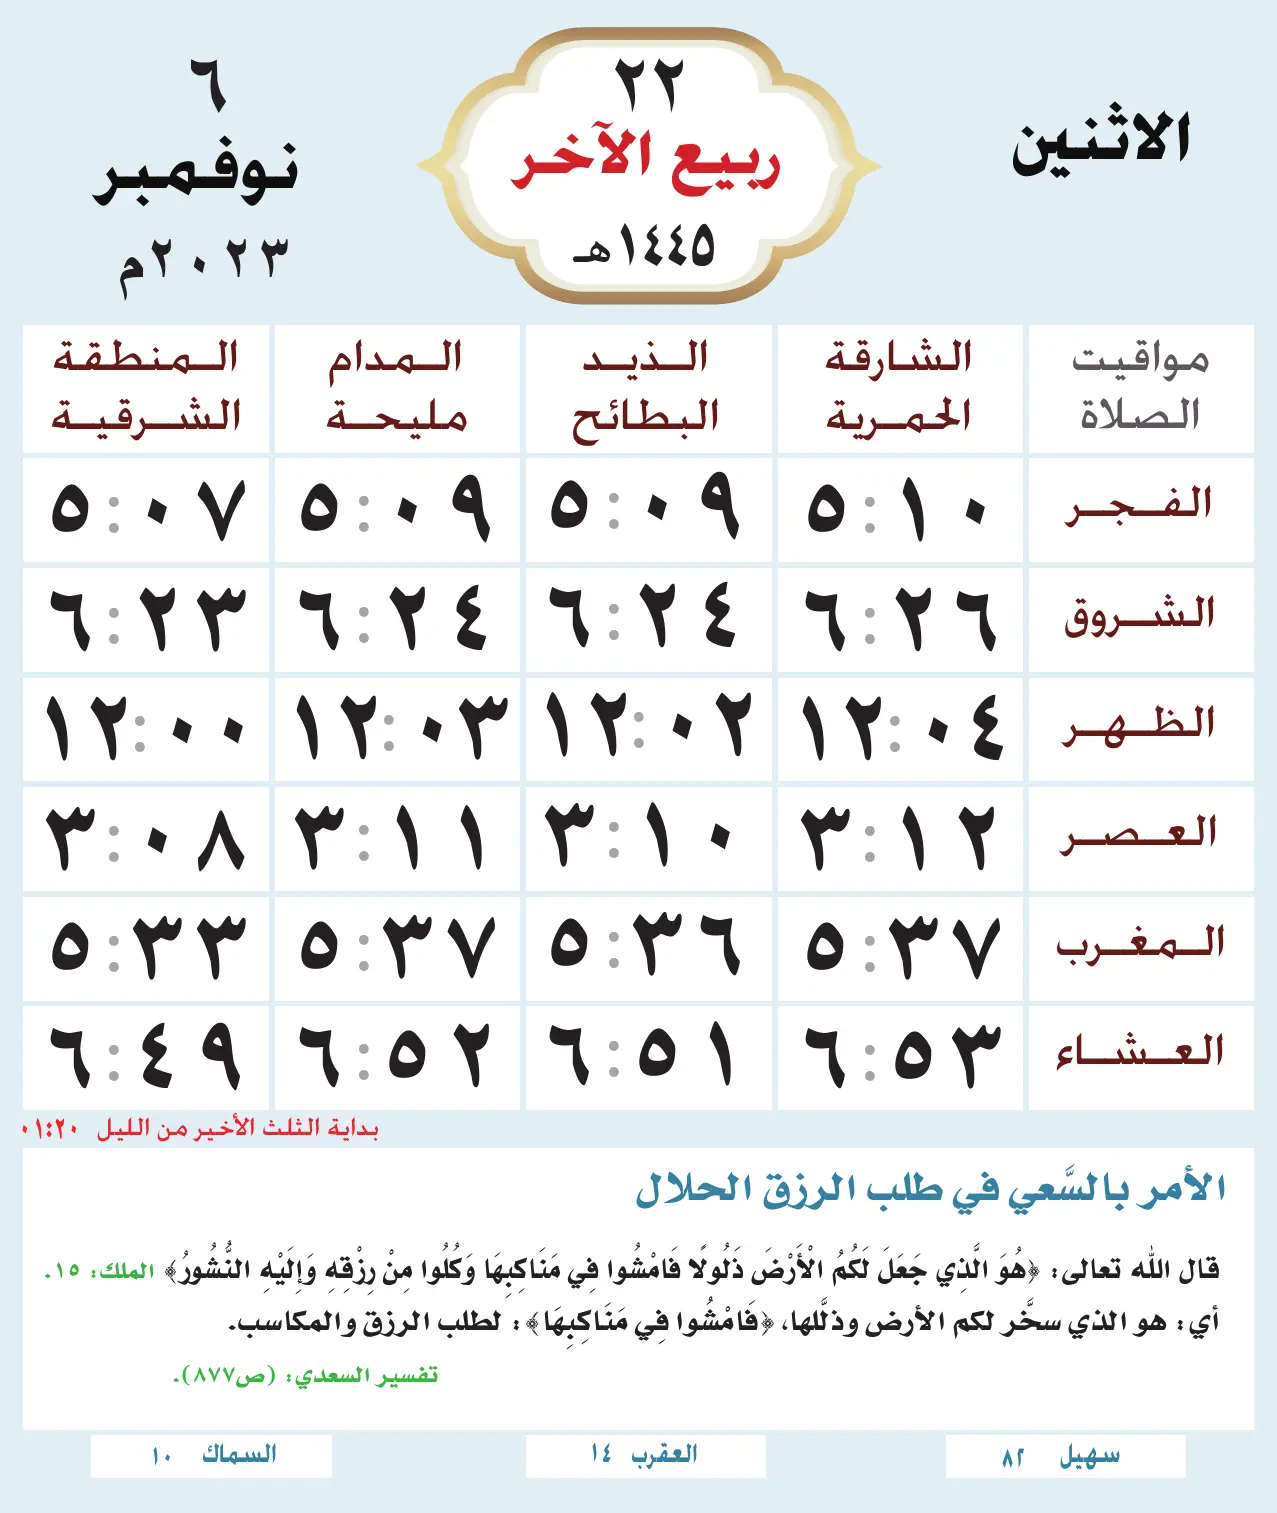 الاثنين
٢٢
ربيع الآخر
١٤٤٥هـ
٦
نوفمبر
٢٠٢٣م
مواقيت الصلاة
الشارقة الحمرية
الذيد البطائح
المدام مليحة
المنطقة الشرقية
الفجر ٥:١٠ ٥:٠٩ ٥:٠٩ ٥:٠٧
الشروق ٦:٢٦ ٦:٢٤ ٦:٢٤ ٦:٢٣
الظهر ١٢:٠٤ ١٢:٠٢ ١٢:٠٣ ١٢:٠٠
العصر ٣:١٢ ٣:١٠ ٣:١١ ٣:٠٨
المغرب ٥:٣٧ ٥:٣٦ ٥:٣٧ ٥:٣٣
العشاء ٦:٥٣ ٦:٥١ ٦:٥٢ ٦:٤٩
بداية الثلث الأخير من الليل ٠١:٢٠
الأمر بالسَّعي في طلب الرزق الحلال
قال الله تعالى: ﴿هُوَ الَّذِي جَعَلَ لَكُمُ الْأَرْضَ ذَلُولًا فَامْشُوا فِي مَنَاكِبِهَا وَكُلُوا مِنْ رِزْقِهِ وَإِلَيْهِ النُّشُورُ﴾ الملك: ١٥.
أي: هو الذي سخَّر لكم الأرض وذلَّلها، ﴿فَامْشُوا فِي مَنَاكِبِهَا﴾: لطلب الرزق والمكاسب.
تفسير السعدي: (ص٨٧٧).
سهيل ٨٢
العقرب ١٤
السماك ١٠